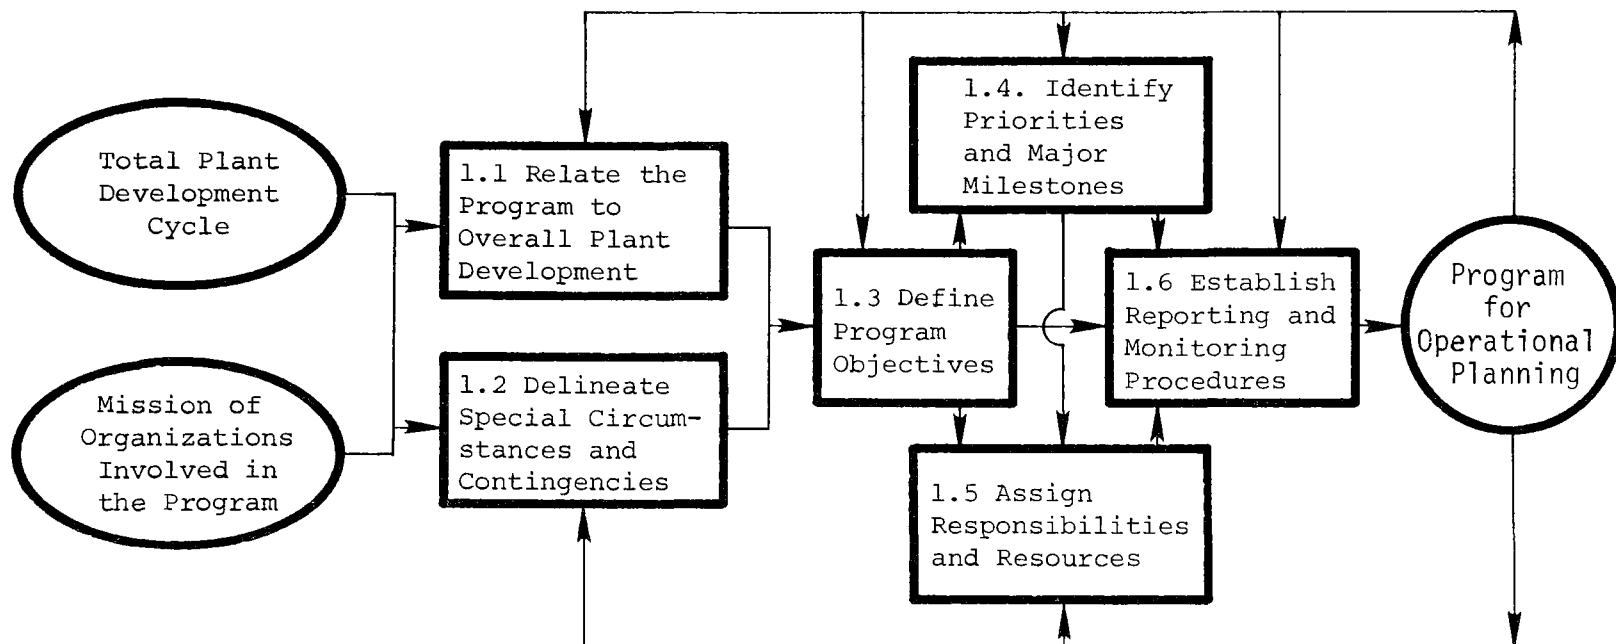 Total Plant
Development
Cycle
Mission of
Organizations
Involved in
the Program
1.1 Relate the
Program to
Overall Plant
Development
1.2 Delineate
Special Circum-
stances and
Contingencies
1.3 Define
Program
Objectives
1.4. Identify
Priorities
and Major
Milestones
1.5 Assign
Responsibilities
and Resources
1.6 Establish
Reporting and
Monitoring
Procedures
Program
for
Operational
Planning